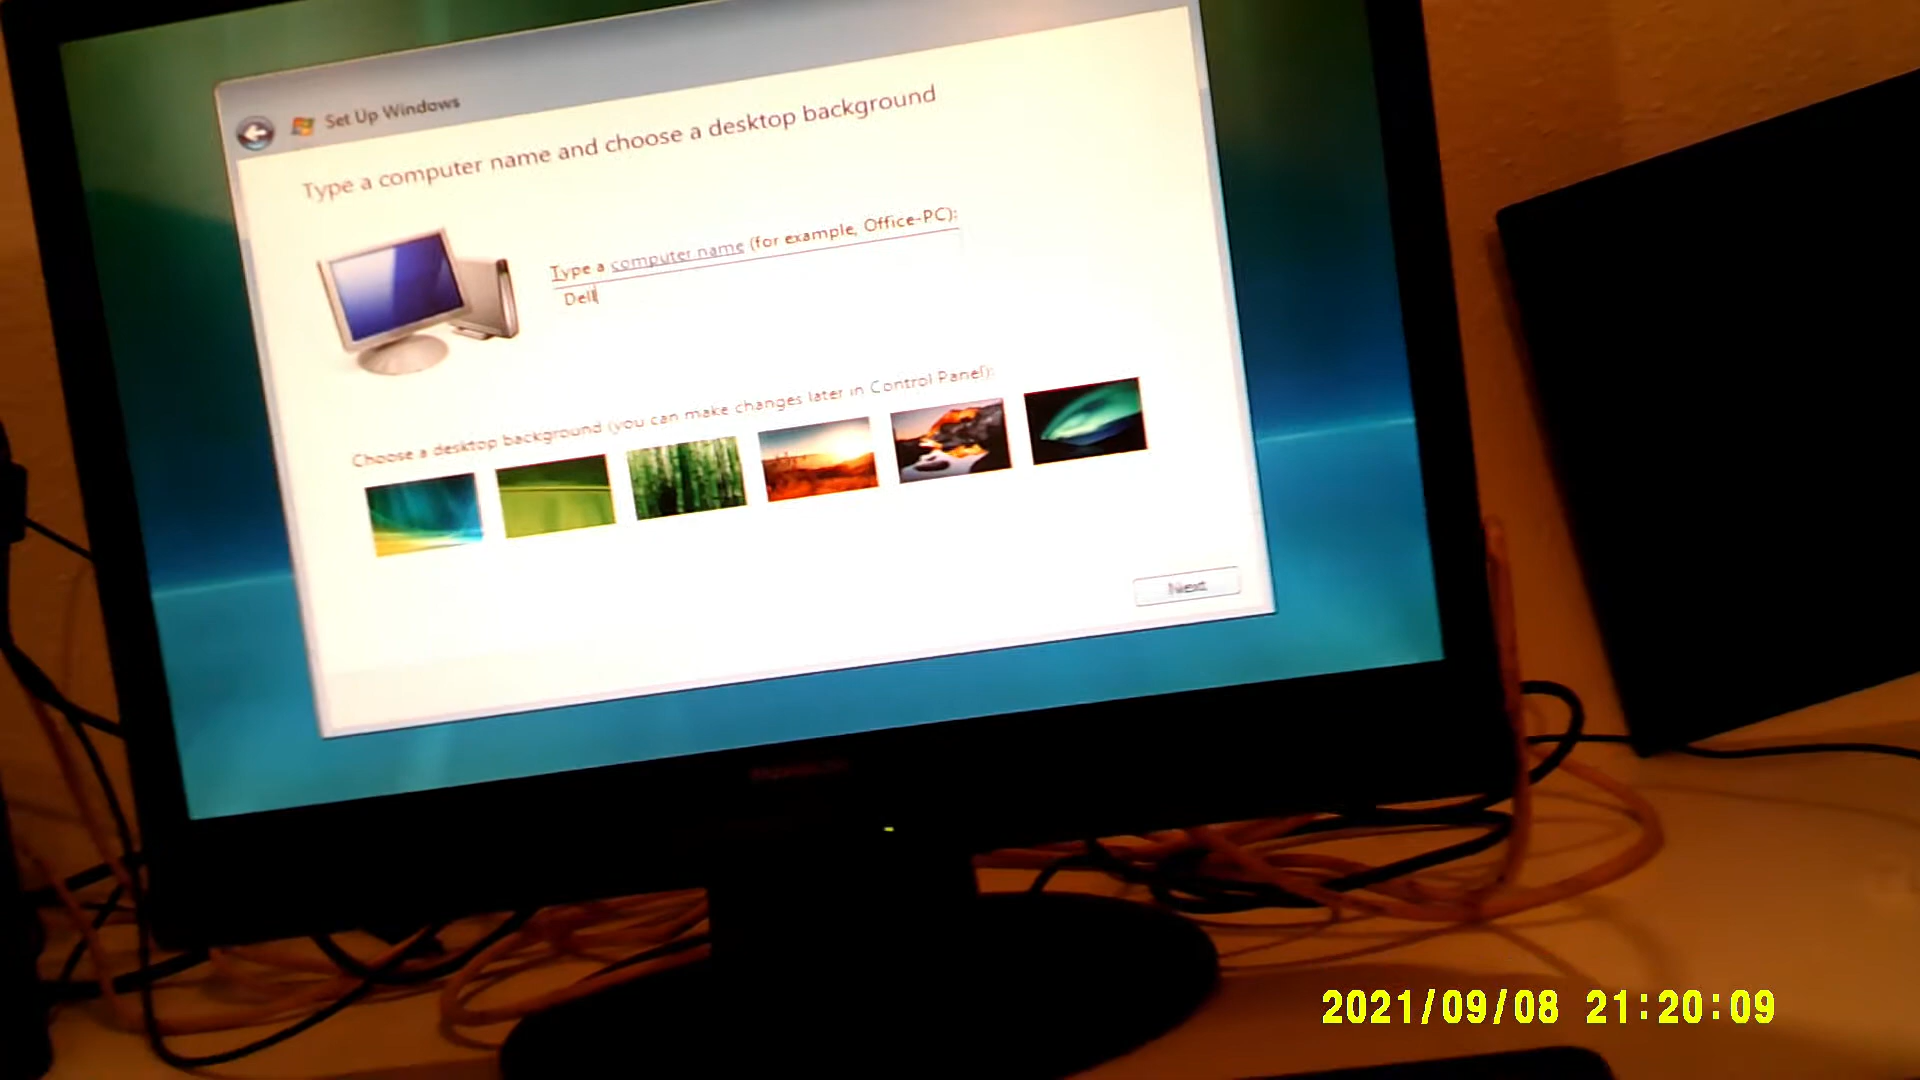 Set Up Windows
Type a computer name and choose a desktop background
Type a computer name (for example, Office-PC):
Dell
Choose a desktop background (you can make changes later in Control Panel):
Next
2021/09/08 21:20:09